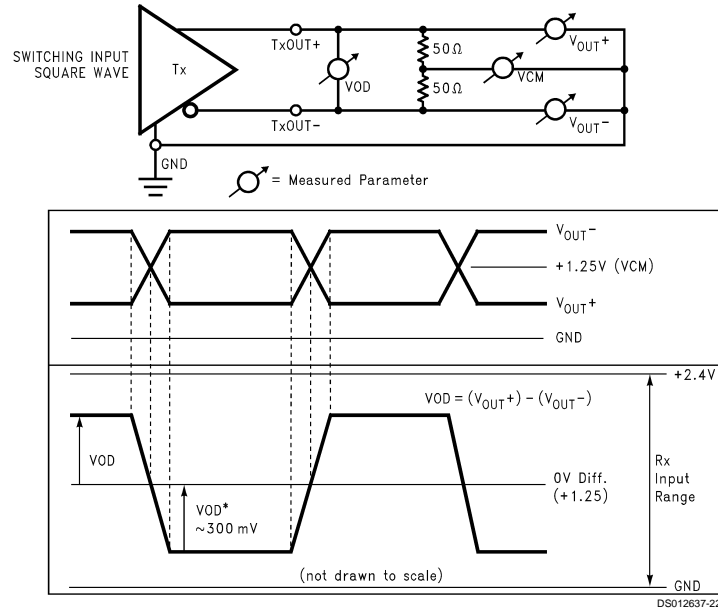 SWITCHING INPUT
SQUARE WAVE
Tx
TxOUT+
TxOUT-
VOD
50Ω
50Ω
VCM
VOUT+
VOUT-
GND
= Measured Parameter
VOUT-
+1.25V (VCM)
VOUT+
GND
+2.4V
VOD = (VOUT+) - (VOUT-)
VOD
VOD*
~300 mV
0V Diff.
(+1.25)
Rx
Input
Range
(not drawn to scale)
GND
DS012637-22